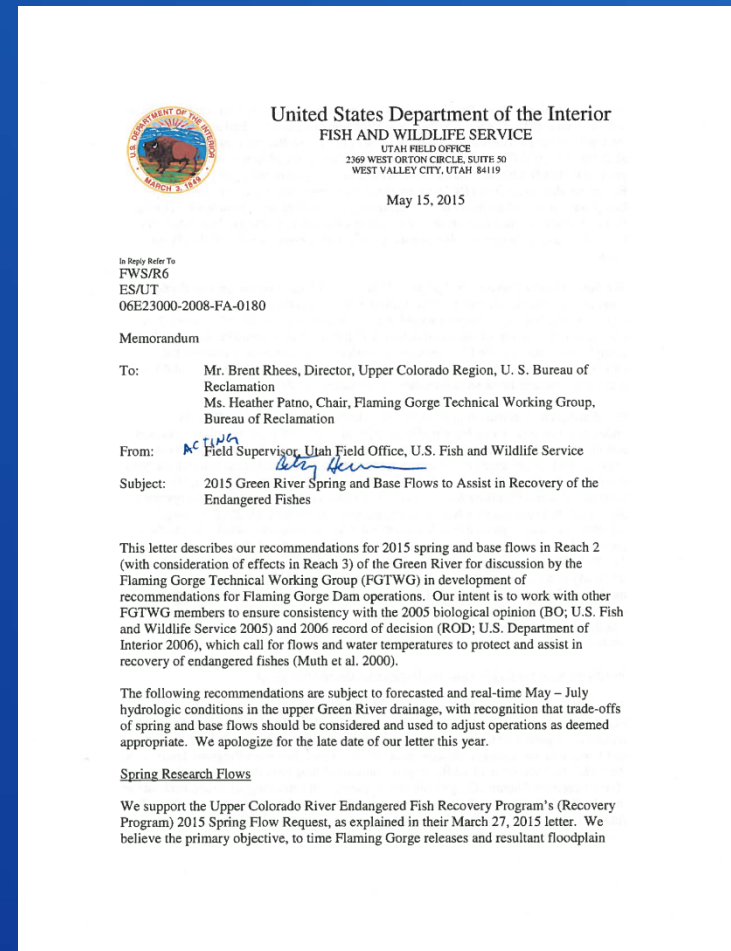 U.S. DEPARTMENT OF THE INTERIOR
MARCH 3, 1849
United States Department of the Interior
FISH AND WILDLIFE SERVICE
UTAH FIELD OFFICE
2369 WEST ORTON CIRCLE, SUITE 50
WEST VALLEY CITY, UTAH 84119
May 15, 2015
In Reply Refer To
FWS/R6
ES/UT
06E23000-2008-FA-0180
Memorandum
To: Mr. Brent Rhees, Director, Upper Colorado Region, U. S. Bureau of
Reclamation
Ms. Heather Patno, Chair, Flaming Gorge Technical Working Group,
Bureau of Reclamation
ACTING
From: Field Supervisor, Utah Field Office, U.S. Fish and Wildlife Service
Subject: 2015 Green River Spring and Base Flows to Assist in Recovery of the
Endangered Fishes
This letter describes our recommendations for 2015 spring and base flows in Reach 2
(with consideration of effects in Reach 3) of the Green River for discussion by the
Flaming Gorge Technical Working Group (FGTWG) in development of
recommendations for Flaming Gorge Dam operations. Our intent is to work with other
FGTWG members to ensure consistency with the 2005 biological opinion (BO; U.S. Fish
and Wildlife Service 2005) and 2006 record of decision (ROD; U.S. Department of
Interior 2006), which call for flows and water temperatures to protect and assist in
recovery of endangered fishes (Muth et al. 2000).
The following recommendations are subject to forecasted and real-time May – July
hydrologic conditions in the upper Green River drainage, with recognition that trade-offs
of spring and base flows should be considered and used to adjust operations as deemed
appropriate. We apologize for the late date of our letter this year.
Spring Research Flows
We support the Upper Colorado River Endangered Fish Recovery Program's (Recovery
Program) 2015 Spring Flow Request, as explained in their March 27, 2015 letter. We
believe the primary objective, to time Flaming Gorge releases and resultant floodplain